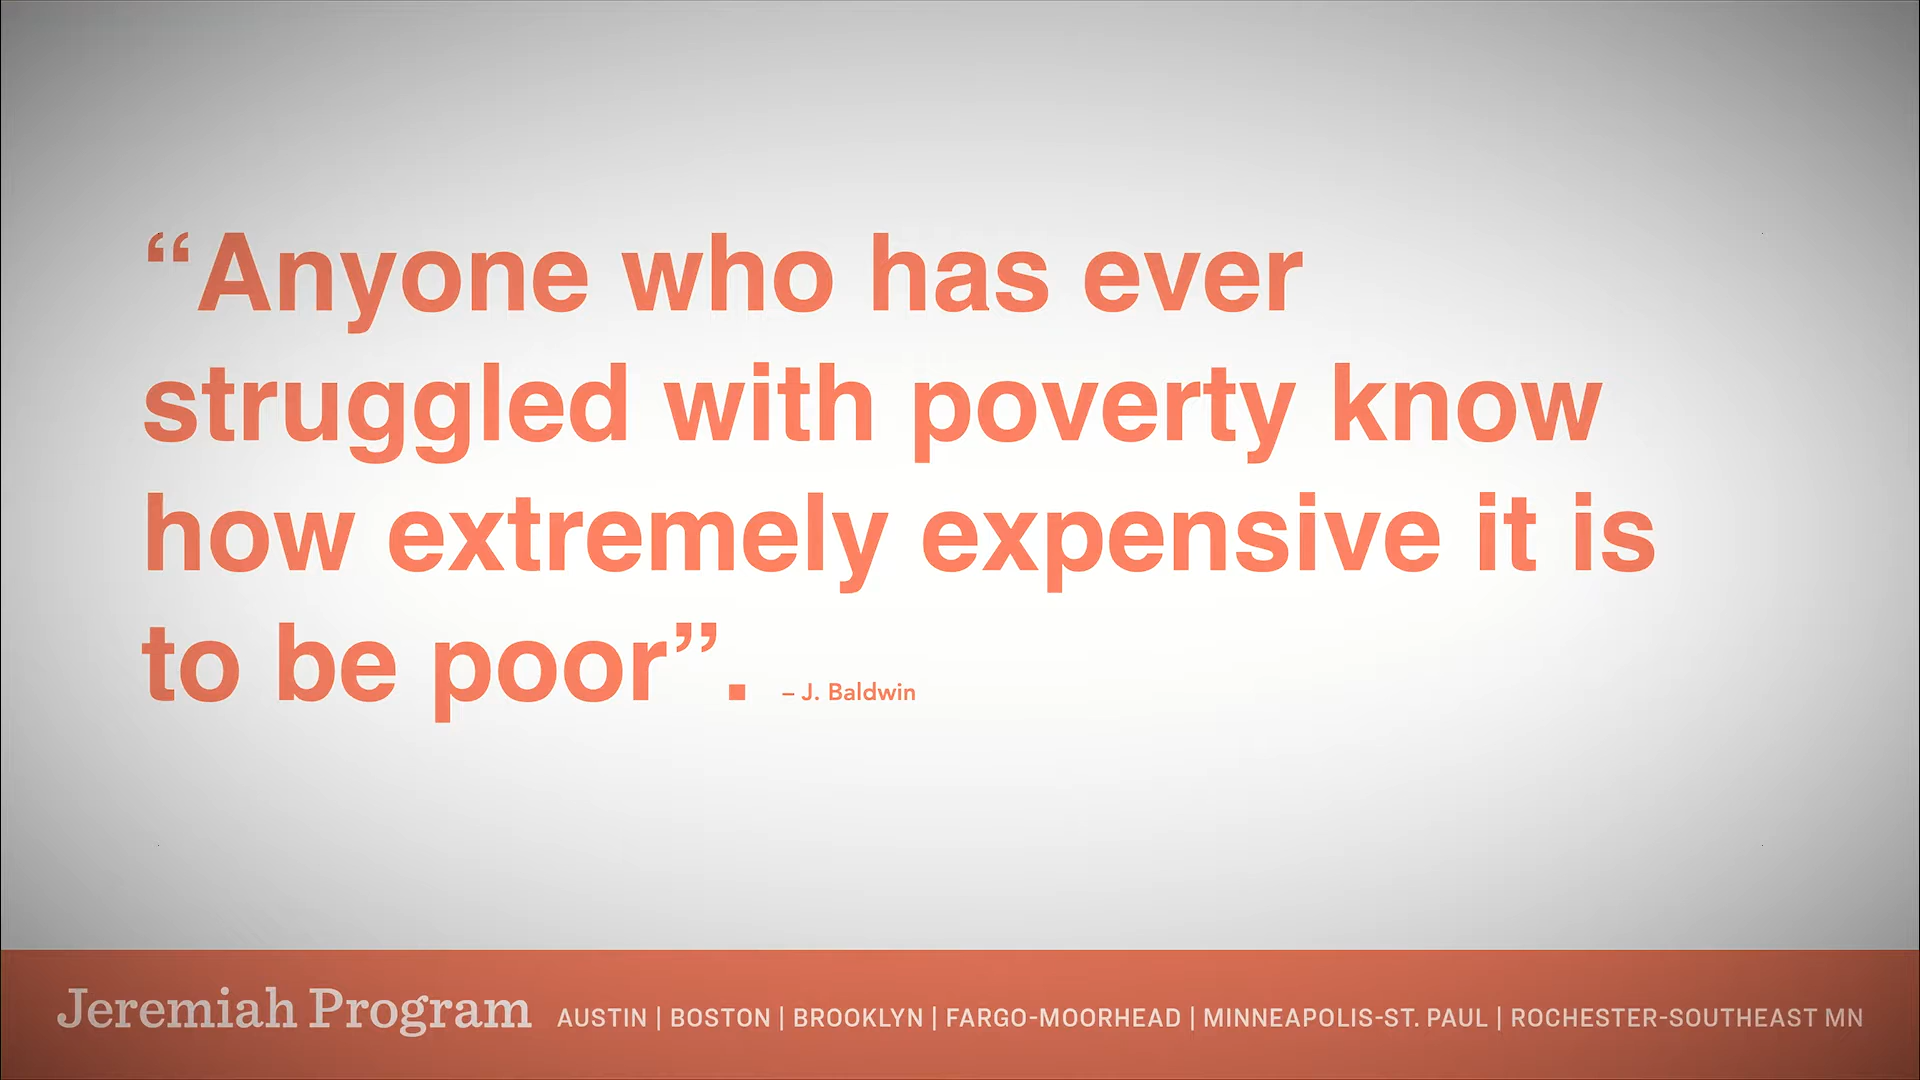 “Anyone who has ever
struggled with poverty know
how extremely expensive it is
to be poor”. – J. Baldwin
Jeremiah Program AUSTIN | BOSTON | BROOKLYN | FARGO-MOORHEAD | MINNEAPOLIS-ST. PAUL | ROCHESTER-SOUTHEAST MN